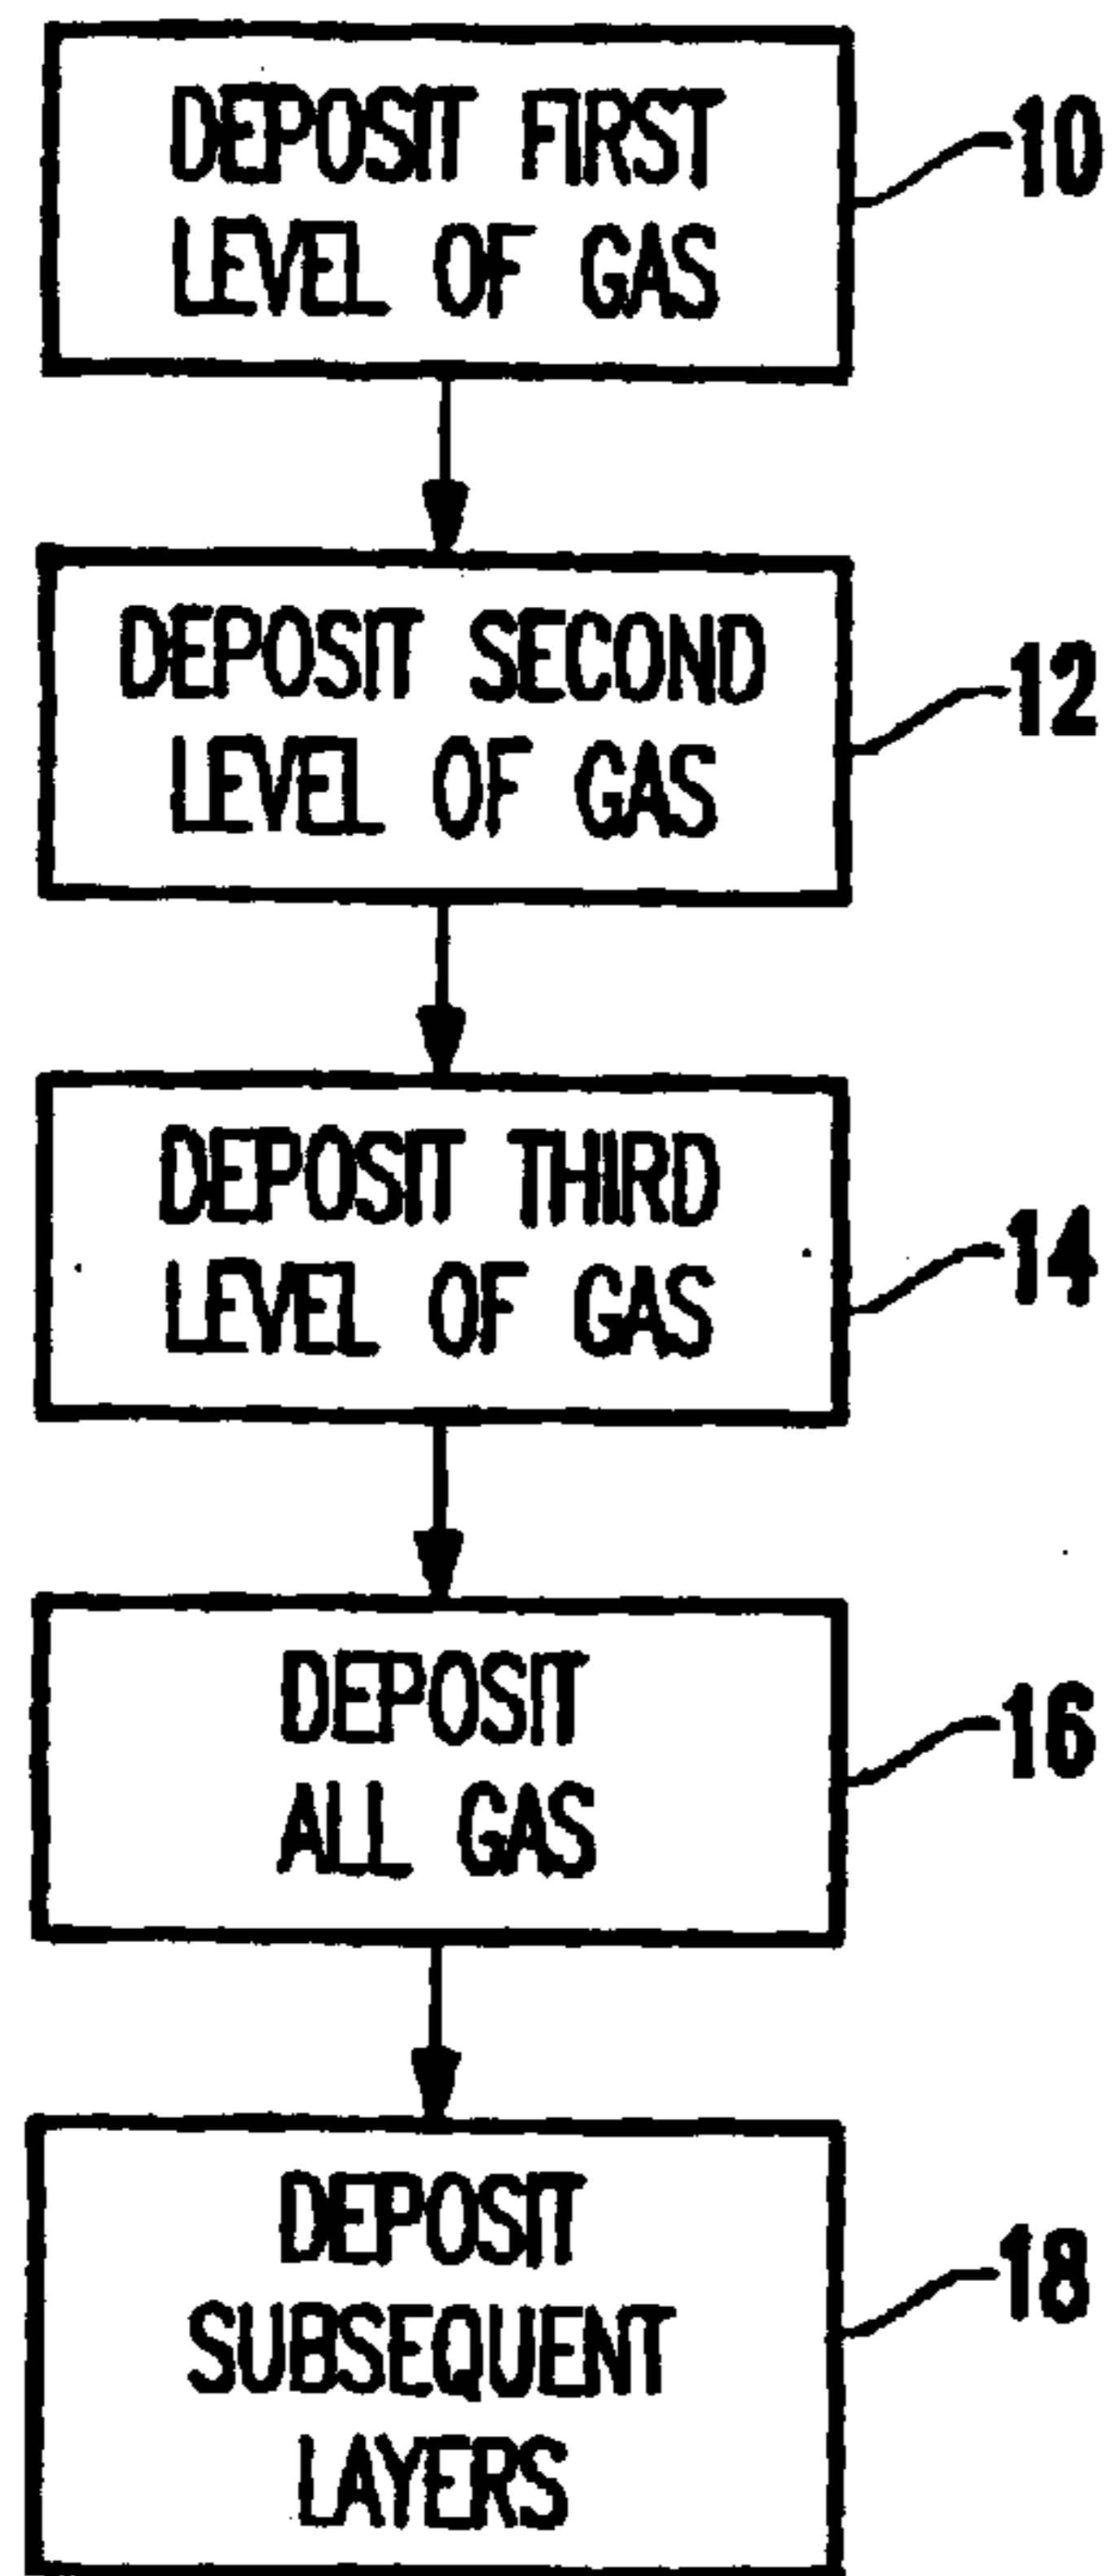 DEPOSIT FIRST
LEVEL OF GAS
10
DEPOSIT SECOND
LEVEL OF GAS
12
DEPOSIT THIRD
LEVEL OF GAS
14
DEPOSIT
ALL GAS
16
DEPOSIT
SUBSEQUENT
LAYERS
18